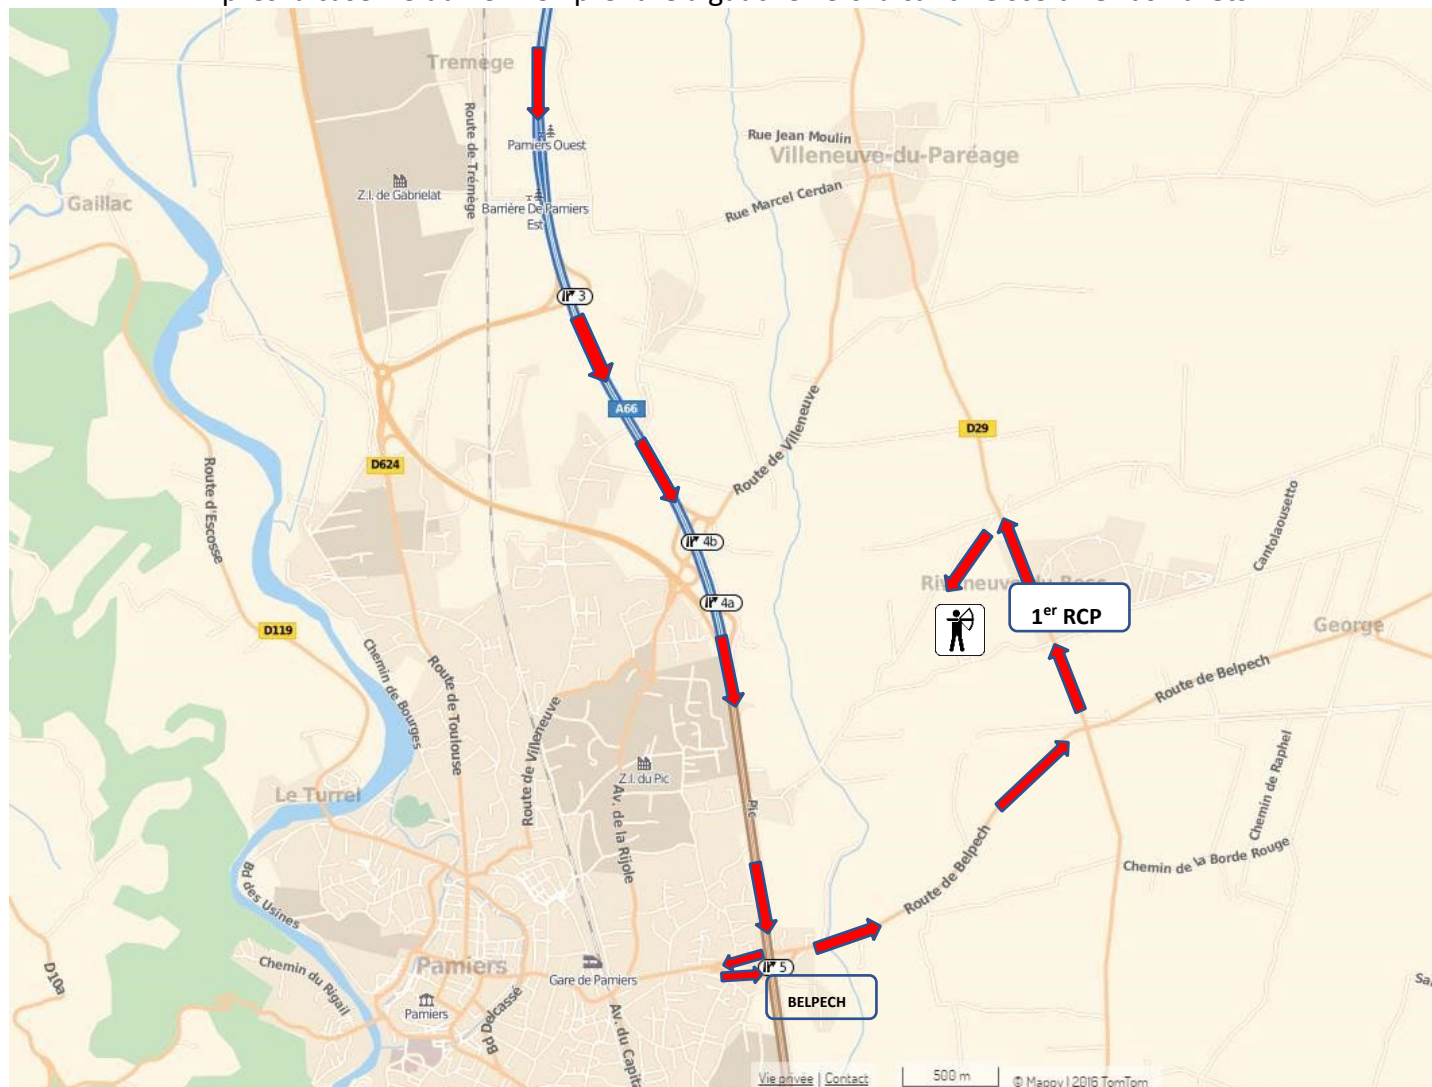 Tremège
Route de Trémège
Pamiers Ouest
Rue Jean Moulin
Villeneuve-du-Paréage
Z.I. de Gabrielat
Rue Marcel Cerdan
Gaillac
Barrière De Pamiers
Est
3
A66
D29
Route de Villeneuve
D624
Route d'Escosse
Cantolaousetto
4b
4a
1er RCP
George
D119
Chemin de Bourges
Route de Toulouse
Route de Belpech
Route de Villeneuve
Z.I. du Pic
Pic
Av. de la Rijole
Le Turrel
Chemin de Raphel
Chemin de la Borde Rouge
Route de Belpech
Bd des Usines
Pamiers
5
Gare de Pamiers
BELPECH
Chemin du Rigail
D10a
Pamiers
Bd Delcassé
Av. du Capita
Vie privée | Contact
500 m
© Mappy | 2016 TomTom